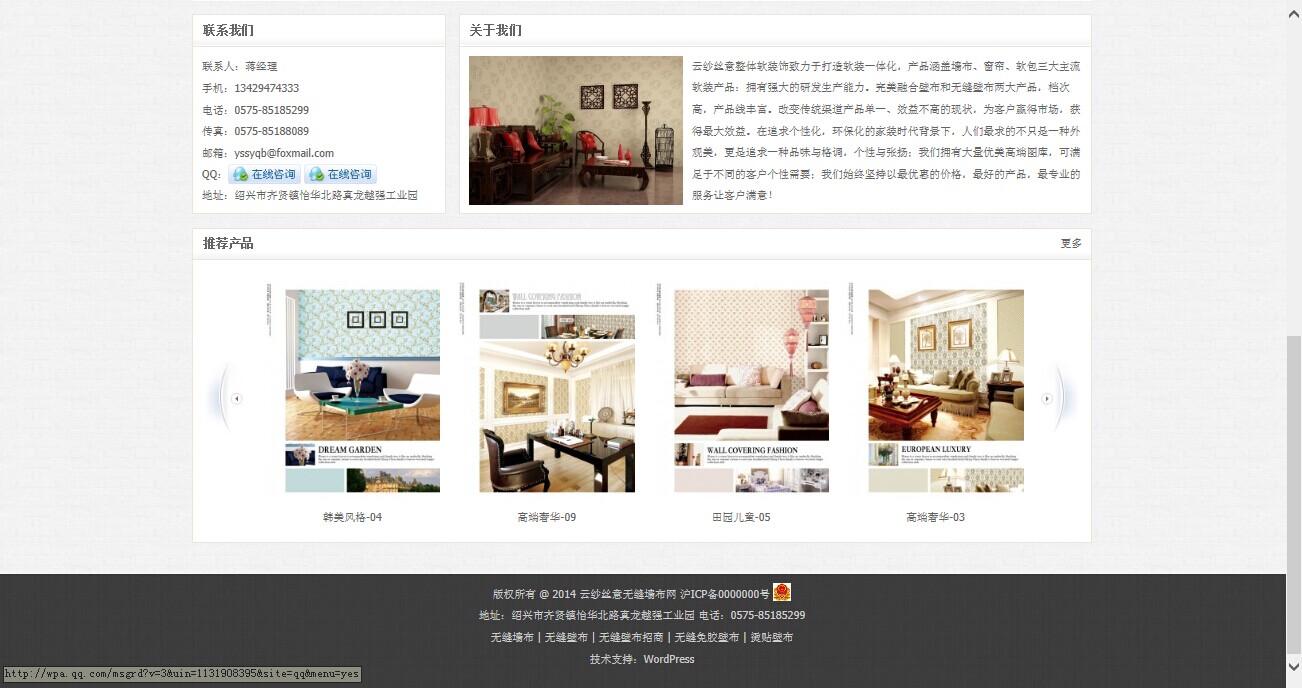 联系我们
联系人：蒋经理
手机：13429474333
电话：0575-85185299
传真：0575-85188089
邮箱：yssyqb@foxmail.com
QQ： 在线咨询 在线咨询
地址：绍兴市齐贤镇怡华北路真龙越强工业园
关于我们
云纱丝意整体软装饰致力于打造软装一体化，产品涵盖墙布、窗帘、软包三大主流
软装产品：拥有强大的研发生产能力。完美融合壁布和无缝壁布两大产品，档次
高，产品线丰富。改变传统渠道产品单一、效益不高的现状，为客户赢得市场，获
得最大效益。在追求个性化，环保化的家装时代背景下，人们最求的不只是一种外
观美，更是追求一种品味与格调，个性与张扬；我们拥有大量优美高端图库，可满
足于不同的客户个性需要；我们始终坚持以最优惠的价格，最好的产品，最专业的
服务让客户满意！
推荐产品
更多
DREAM GARDEN
WALL COVERING FASHION
WALL COVERING FASHION
EUROPEAN LUXURY
韩美风格-04
高端奢华-09
田园儿童-05
高端奢华-03
版权所有 @ 2014 云纱丝意无缝墙布网 沪ICP备0000000号
地址：绍兴市齐贤镇怡华北路真龙越强工业园 电话：0575-85185299
无缝墙布 | 无缝壁布 | 无缝壁布招商 | 无缝免胶壁布 | 烫贴壁布
技术支持：WordPress
http://wpa.qq.com/msgrd?v=3&uin=1131908395&site=qq&menu=yes